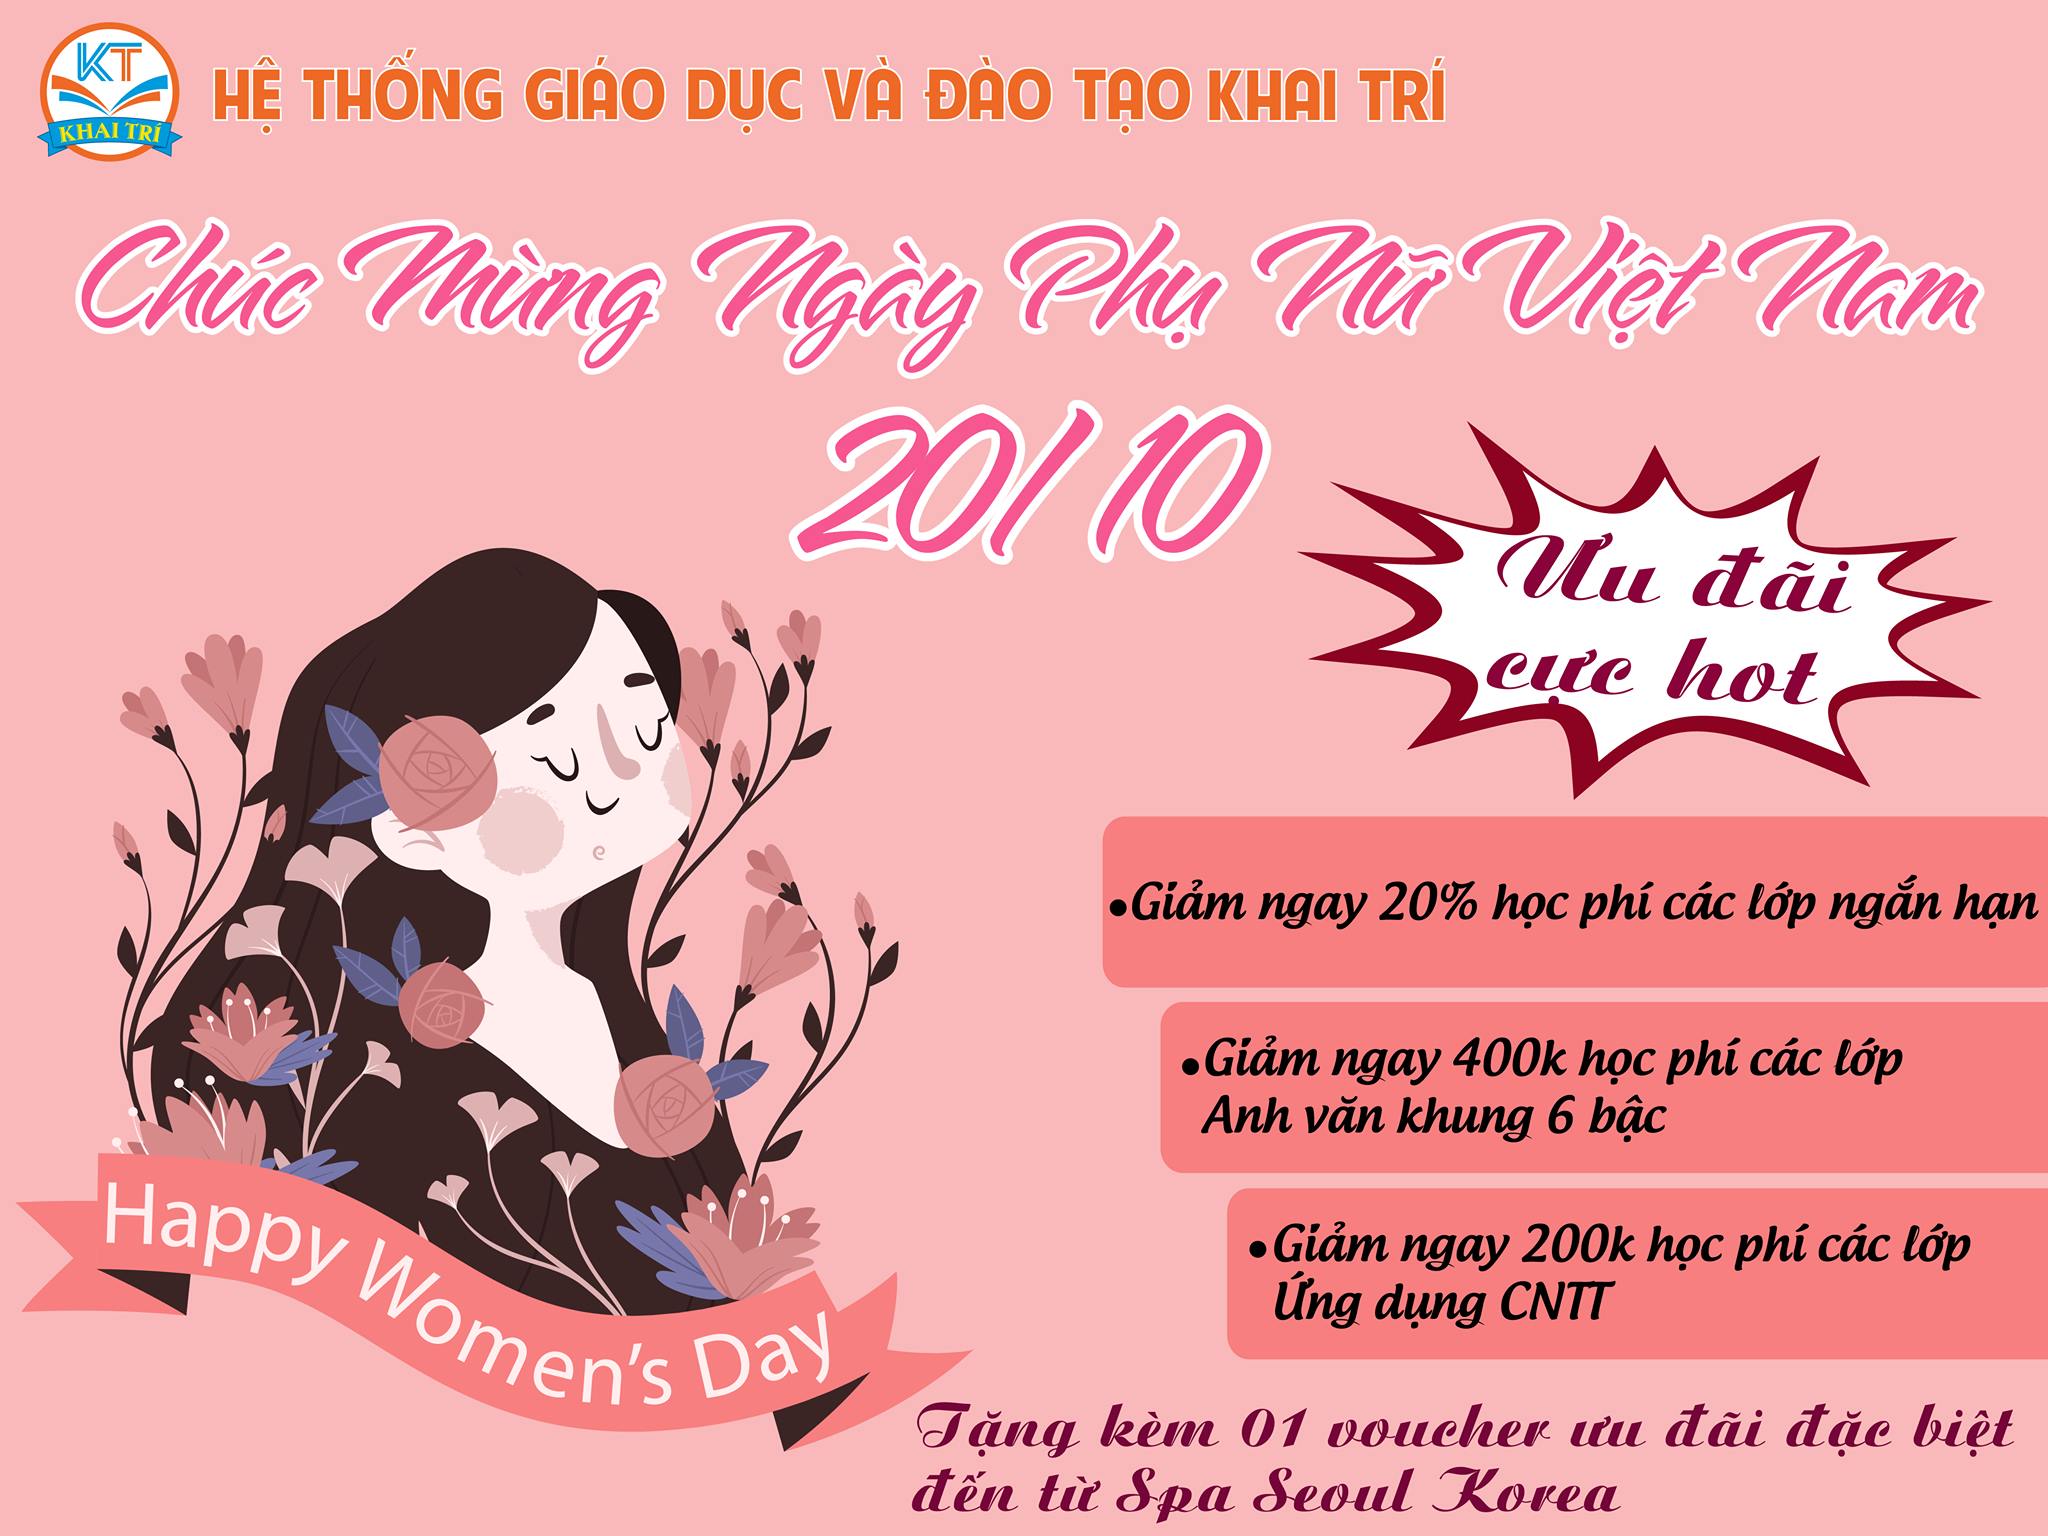 KT
KHAI TRÍ
HỆ THỐNG GIÁO DỤC VÀ ĐÀO TẠO KHAI TRÍ
Chúc Mừng Ngày Phụ Nữ Việt Nam
20/10
Ưu đãi
cực hot
•Giảm ngay 20% học phí các lớp ngắn hạn
•Giảm ngay 400k học phí các lớp
Anh văn khung 6 bậc
•Giảm ngay 200k học phí các lớp
Ứng dụng CNTT
Happy Women's Day
Tặng kèm 01 voucher ưu đãi đặc biệt
đến từ Spa Seoul Korea